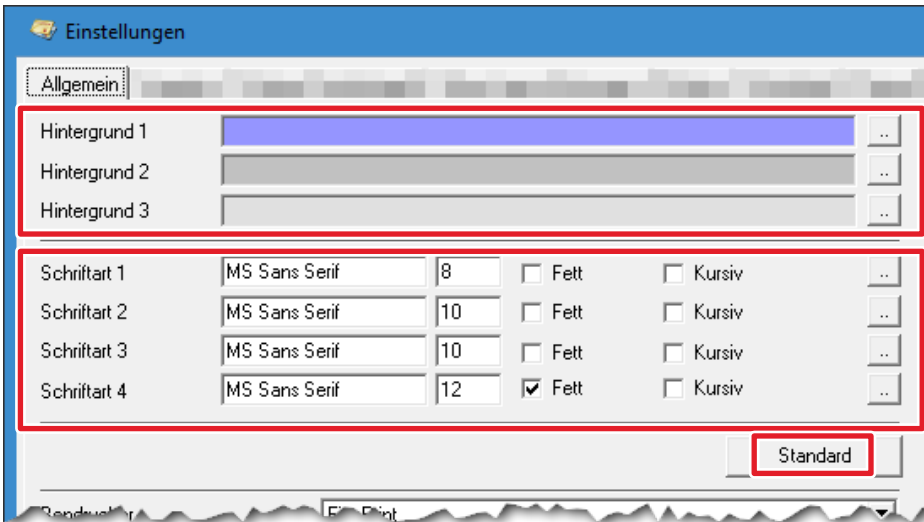 Einstellungen
Allgemein
Hintergrund 1
..
Hintergrund 2
..
Hintergrund 3
..
Schriftart 1 MS Sans Serif 8 Fett Kursiv ..
Schriftart 2 MS Sans Serif 10 Fett Kursiv ..
Schriftart 3 MS Sans Serif 10 Fett Kursiv ..
Schriftart 4 MS Sans Serif 12 Fett Kursiv ..
Standard